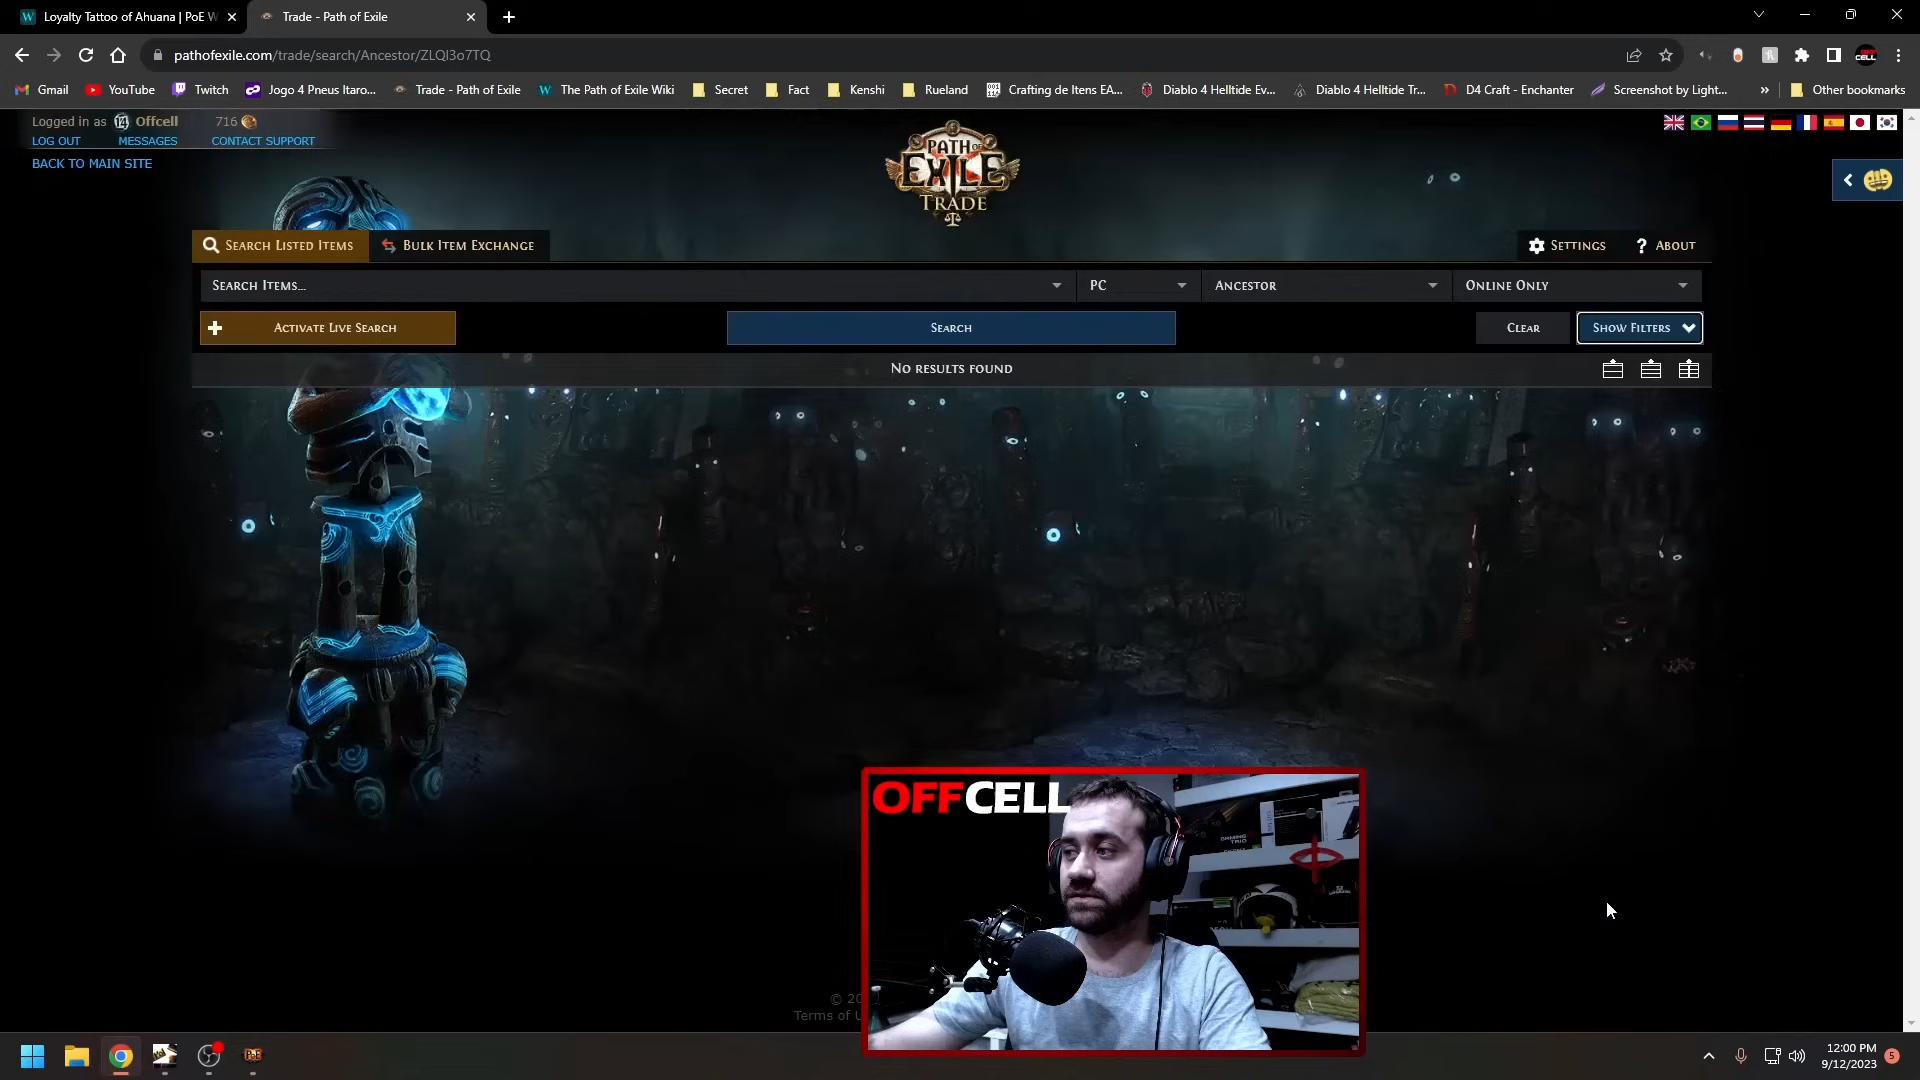 Loyalty Tattoo of Ahuana | PoE W
Trade - Path of Exile
pathofexile.com/trade/search/Ancestor/ZLQl3o7TQ
Gmail
YouTube
Twitch
Jogo 4 Pneus Itaro...
Trade - Path of Exile
The Path of Exile Wiki
Secret
Fact
Kenshi
Rueland
Crafting de Itens EA...
Diablo 4 Helltide Ev...
Diablo 4 Helltide Tr...
D4 Craft - Enchanter
Screenshot by Light...
»
Other bookmarks
Logged in as 14 Offcell 716
LOG OUT MESSAGES CONTACT SUPPORT
BACK TO MAIN SITE
PATH OF
EXILE
TRADE
SEARCH LISTED ITEMS
BULK ITEM EXCHANGE
SETTINGS
? ABOUT
SEARCH ITEMS...
PC
ANCESTOR
ONLINE ONLY
ACTIVATE LIVE SEARCH
SEARCH
CLEAR
SHOW FILTERS
NO RESULTS FOUND
OFFCELL
© 20
Terms of U
12:00 PM
9/12/2023
5